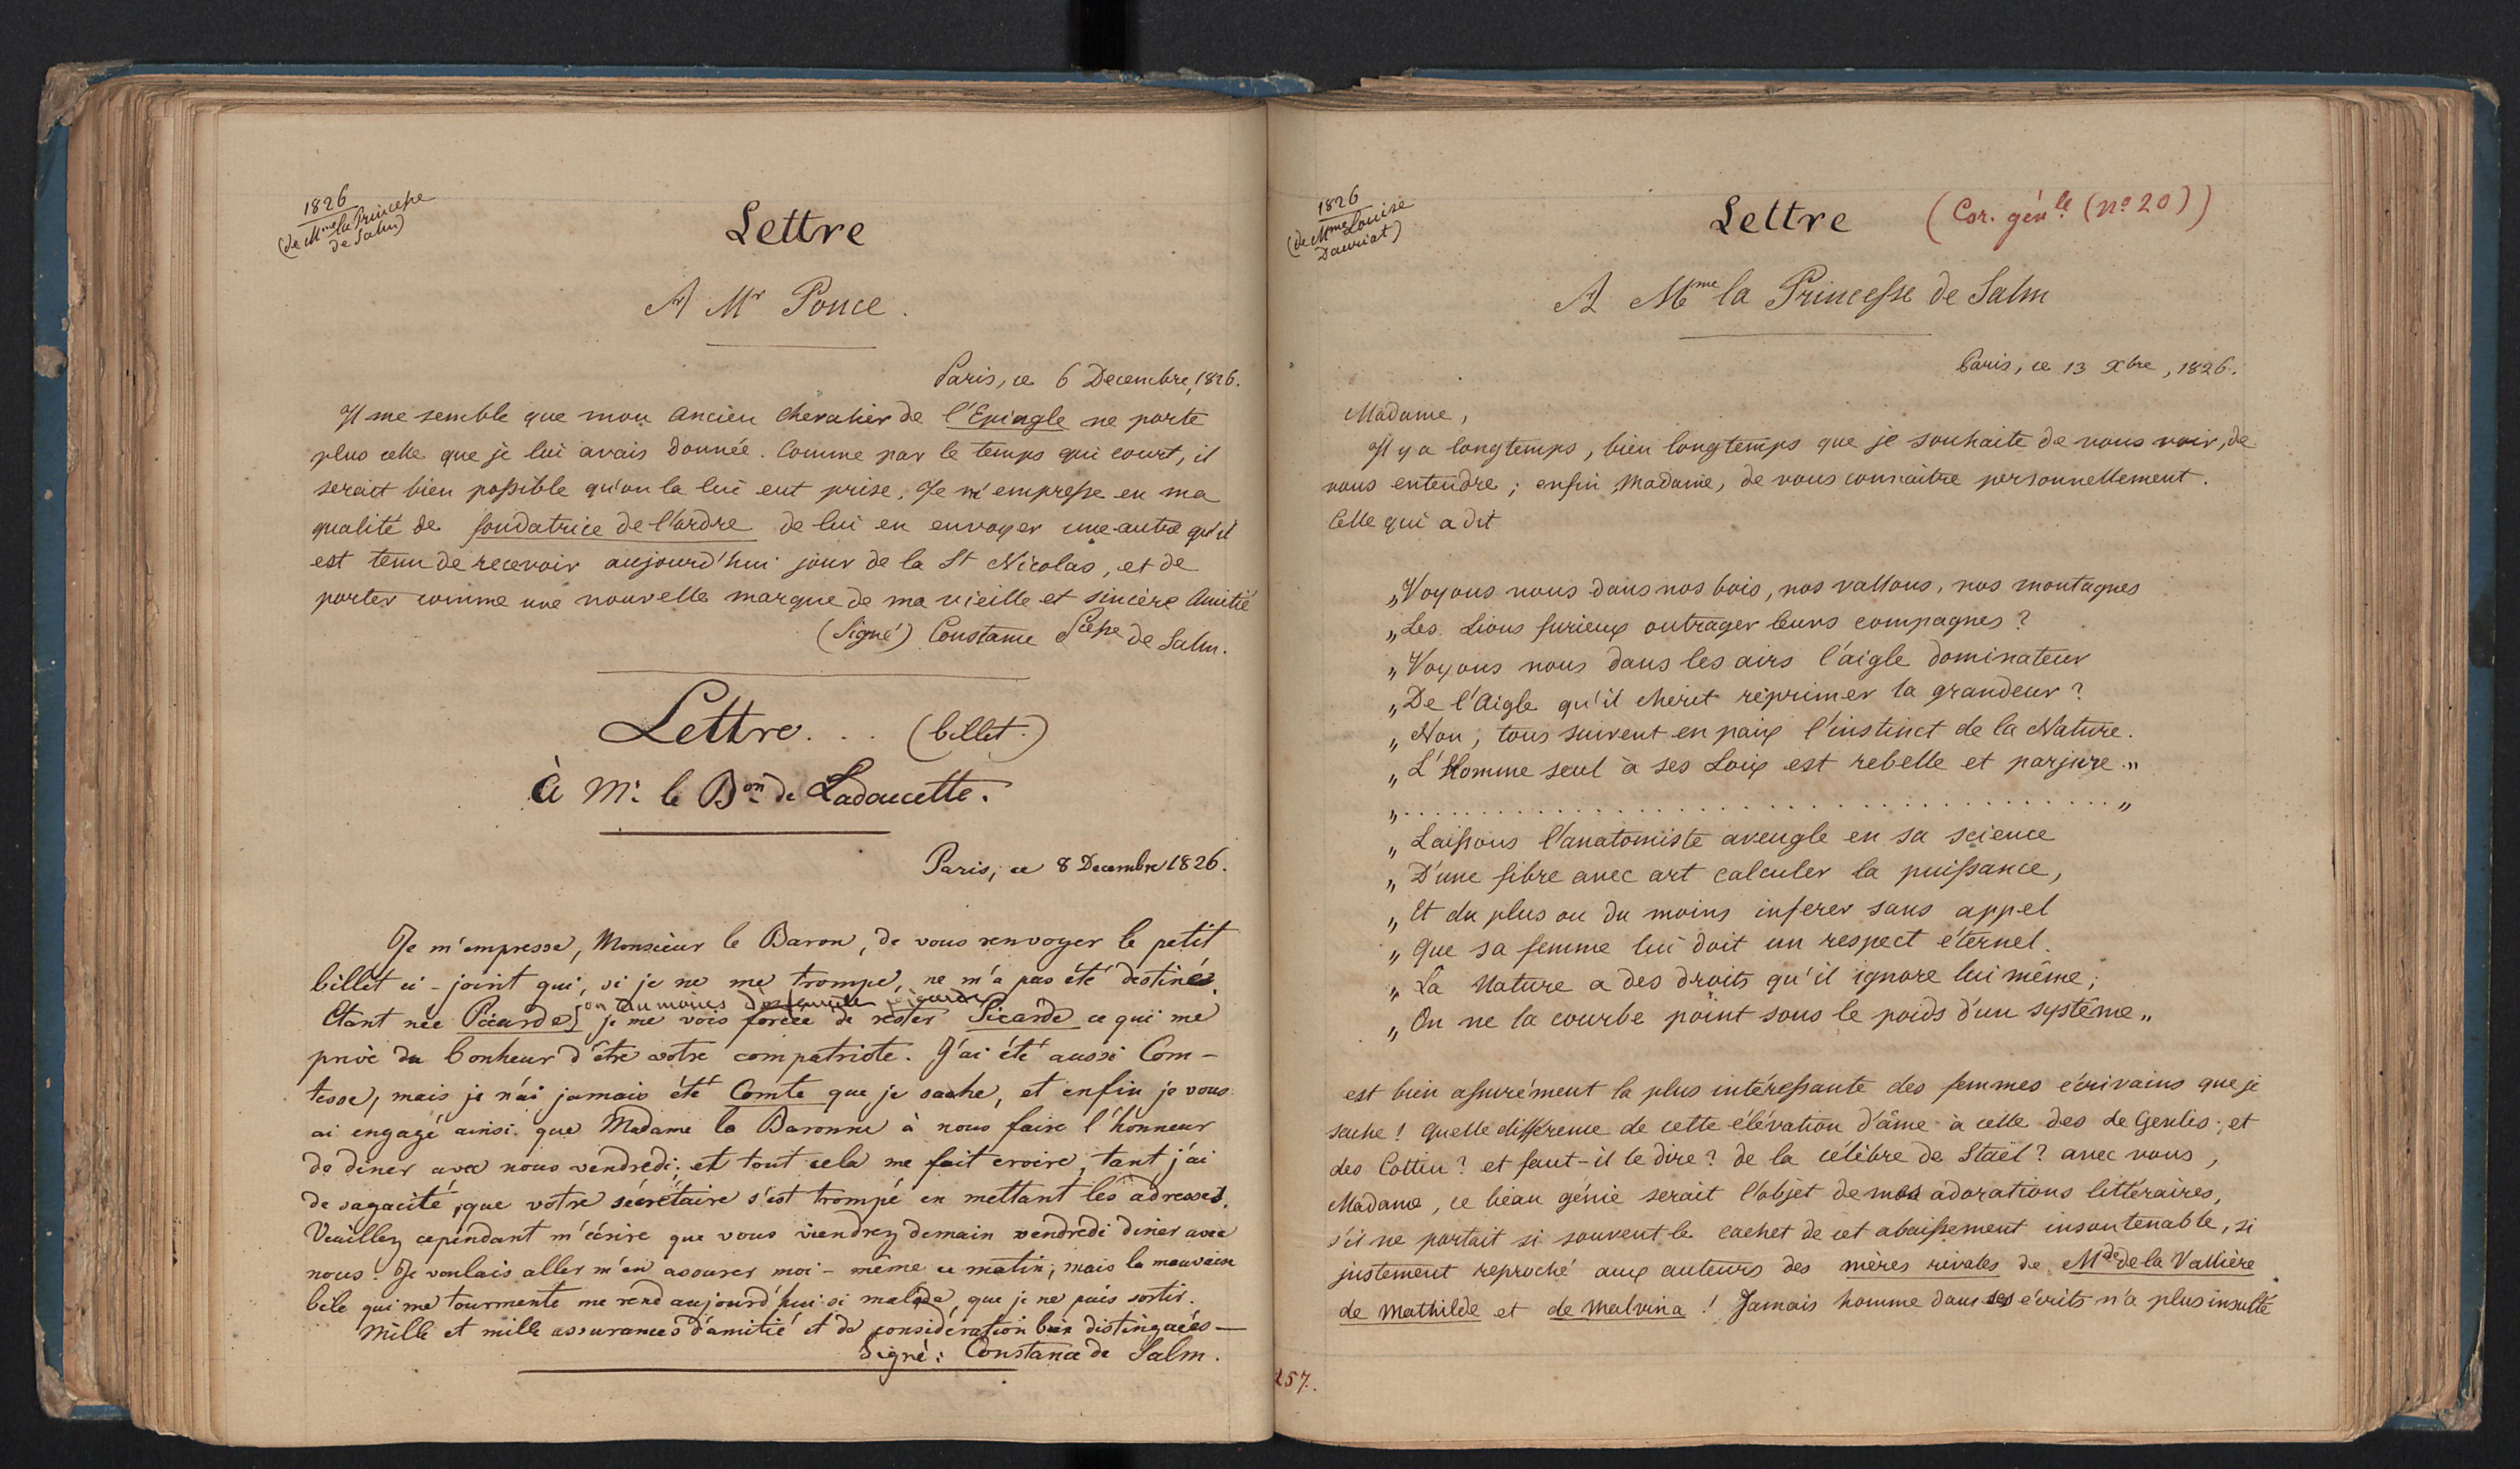 1826
(de Mme la Princesse
de Salm)
Lettre
A Mr Ponce.
Paris, ce 6 Decembre, 1826.
Il me semble que mon ancien chevalier de l'Epingle ne porte
plus celle que je lui avais donnée. Comme par le temps qui court, il
serait bien possible qu'on la lui eut prise, Je m'empresse en ma
qualité de fondatrice de l'ordre de lui en envoyer une autre qu'il
est tenu de recevoir aujourd'hui jour de la St Nicolas, et de
porter comme une nouvelle marque de ma vieille et sincère Amitié
(Signé) Constance Pcesse de Salm.
Lettre... (billet.)
à Mr. le Bon de Ladoucette.
Paris, ce 8 Decembre 1826.
Je m'empresse, Monsieur le Baron, de vous renvoyer le petit
billet ci-joint qui, si je ne me trompe, ne m'a pas été destiné.
ou du moins de famille
Etant née Picarde, je me vois forcée de rester Picarde ce qui me
prive du bonheur d'être votre compatriote. J'ai été aussi Com-
tesse, mais je n'ai jamais été Comte que je sache, et enfin je vous
ai engagé ainsi que Madame la Baronne à nous faire l'honneur
de diner avec nous vendredi; et tout cela me fait croire, tant j'ai
de sagacité, que votre sécrétaire s'est trompé en mettant les adresses.
Veuillez cependant m'écrire que vous viendrez demain vendredi diner avec
nous. Je voulais aller m'en assurer moi-même ce matin; mais la mauvaise
bile qui me tourmente me rend aujourd'hui si malade, que je ne puis sortir.
Mille et mille assurances d'amitié et de considération bien distinguées —
Signé: Constance de Salm.
1826
(de Mme Louise
Dauriat)
Lettre (Cor. génle (no 20))
A Mme la Princesse de Salm
Paris, ce 13 Xbre, 1826.
Madame,
Il y a longtemps, bien longtemps que je souhaite de vous voir, de
vous entendre; enfin, Madame, de vous connaître personnellement.
Celle qui a dit
„Voyons nous dans nos bois, nos vallons, nos montagnes
„Les Lions furieux outrager leurs compagnes?
„Voyons nous dans les airs l'aigle dominateur
„De l'Aigle qu'il cherit réprimer la grandeur?
„Non, tous suivent en paix l'instinct de la Nature.
„L'Homme seul à ses Loix est rebelle et parjure.„
„. . . . . . . . . . . . . . . . . . . . . . . . . . . . . . „
„Laissons l'anatomiste aveugle en sa science
„D'une fibre avec art calculer la puissance,
„Et du plus ou du moins inferer sans appel
„Que sa femme lui doit un respect éternel.
„La Nature a des droits qu'il ignore lui même;
„On ne la courbe point sous le poids d'un système„
est bien assurément la plus intéressante des femmes écrivains que je
sache! quelle différence de cette élévation d'âme à celle des de Genlis; et
des Cottin? et faut-il le dire? de la célèbre de Staël? avec vous,
Madame, ce beau génie serait l'objet de mes adorations littéraires,
s'il ne portait si souvent le cachet de cet abaissement insoutenable, si
justement reproché aux auteurs des mères rivales de Mde de la Vallière
de Mathilde et de Malvina! Jamais homme dans ses écrits n'a plus insulté
257.